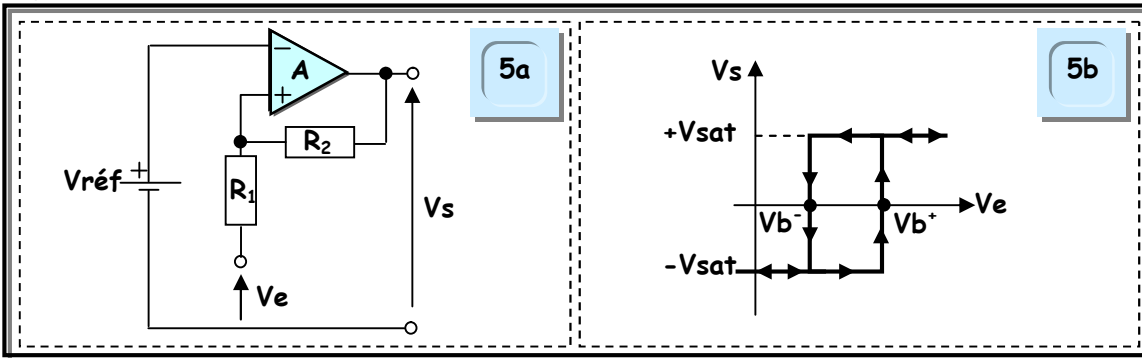 5a
−
A
+
R₂
Vréf
+
R₁
Vs
Ve
5b
Vs
+Vsat
Ve
Vb⁻
Vb⁺
-Vsat